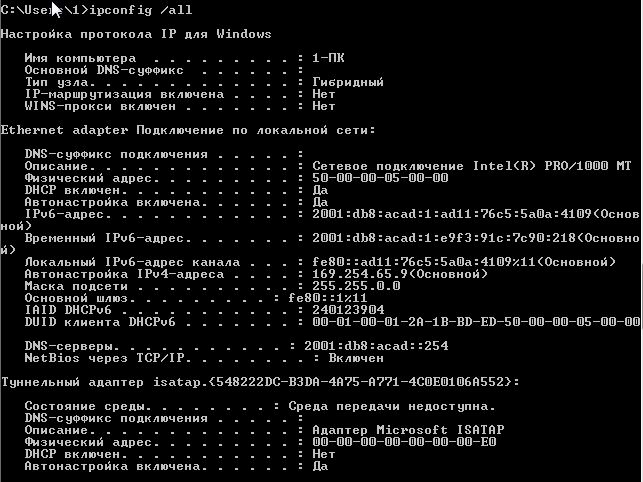 C:\Users\1>ipconfig /all
Настройка протокола IP для Windows
Имя компьютера . . . . . . . . . : 1-ПК
Основной DNS-суффикс . . . . . . :
Тип узла. . . . . . . . . . . . . : Гибридный
IP-маршрутизация включена . . . . : Нет
WINS-прокси включен . . . . . . . : Нет
Ethernet adapter Подключение по локальной сети:
DNS-суффикс подключения . . . . . :
Описание. . . . . . . . . . . . . : Сетевое подключение Intel(R) PRO/1000 MT
Физический адрес. . . . . . . . . : 50-00-00-05-00-00
DHCP включен. . . . . . . . . . . : Да
Автонастройка включена. . . . . . : Да
IPv6-адрес. . . . . . . . . . . . : 2001:db8:acad:1:ad11:76c5:5a0a:4109(Основ
ной)
Временный IPv6-адрес. . . . . . . : 2001:db8:acad:1:e9f3:91c:7c90:218(Основно
й)
Локальный IPv6-адрес канала . . . : fe80::ad11:76c5:5a0a:4109%11(Основной)
Автонастройка IPv4-адреса . . . . : 169.254.65.9(Основной)
Маска подсети . . . . . . . . . . : 255.255.0.0
Основной шлюз. . . . . . . . . : fe80::1%11
IAID DHCPv6 . . . . . . . . . . . : 240123904
DUID клиента DHCPv6 . . . . . . . : 00-01-00-01-2A-1B-BD-ED-50-00-00-05-00-00
DNS-серверы. . . . . . . . . . . : 2001:db8:acad::254
NetBios через TCP/IP. . . . . . . . : Включен
Туннельный адаптер isatap.{548222DC-B3DA-4A75-A771-4C0E0106A552}:
Состояние среды. . . . . . . . : Среда передачи недоступна.
DNS-суффикс подключения . . . . . :
Описание. . . . . . . . . . . . . : Адаптер Microsoft ISATAP
Физический адрес. . . . . . . . . : 00-00-00-00-00-00-00-E0
DHCP включен. . . . . . . . . . . : Нет
Автонастройка включена. . . . . . : Да